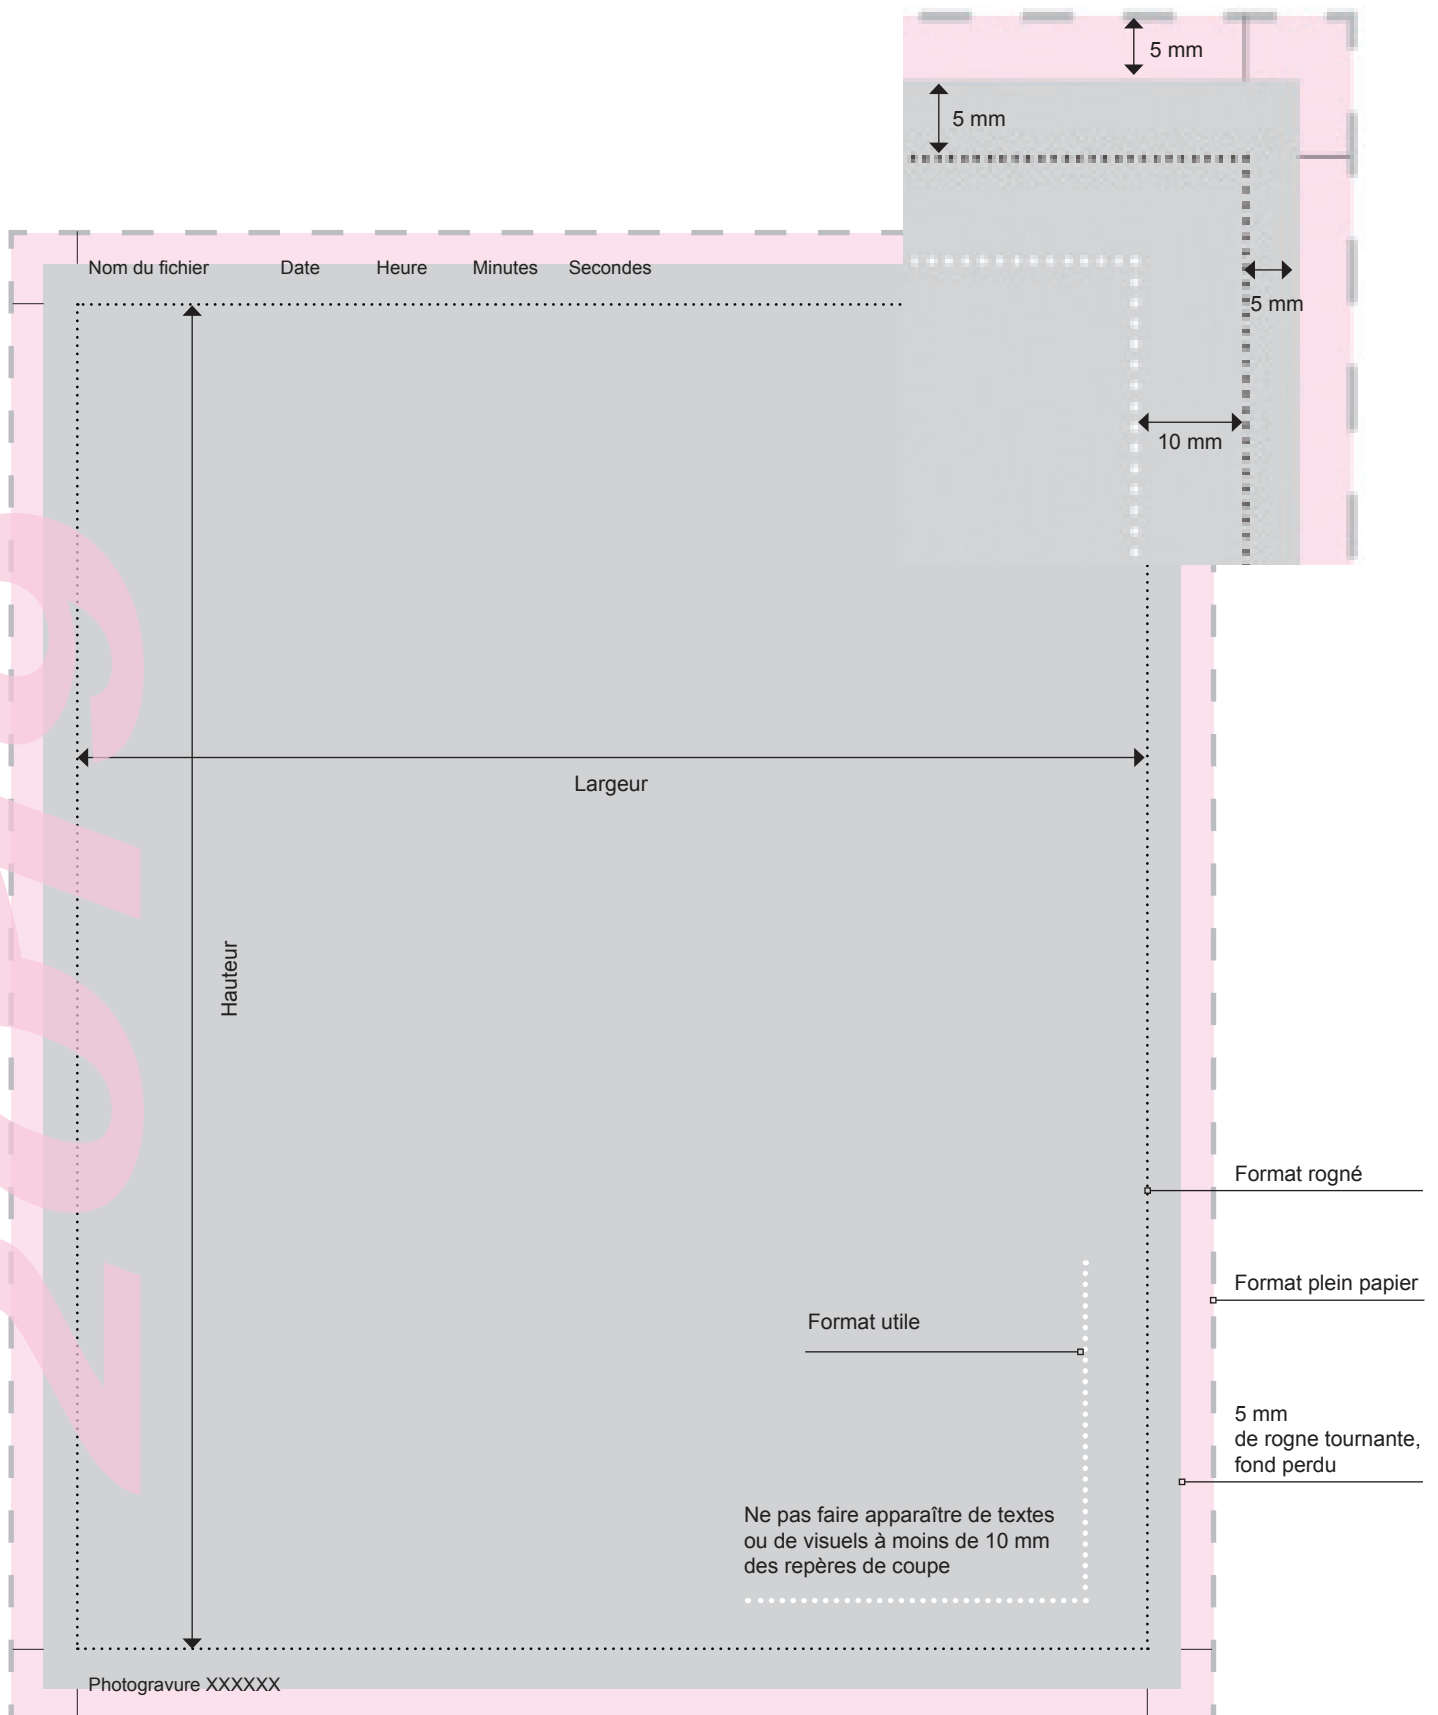 5 mm
5 mm
Nom du fichier Date Heure Minutes Secondes
5 mm
10 mm
Largeur
Hauteur
Format rogné
Format plein papier
Format utile
5 mm
de rogne tournante,
fond perdu
Ne pas faire apparaître de textes
ou de visuels à moins de 10 mm
des repères de coupe
Photogravure XXXXXX